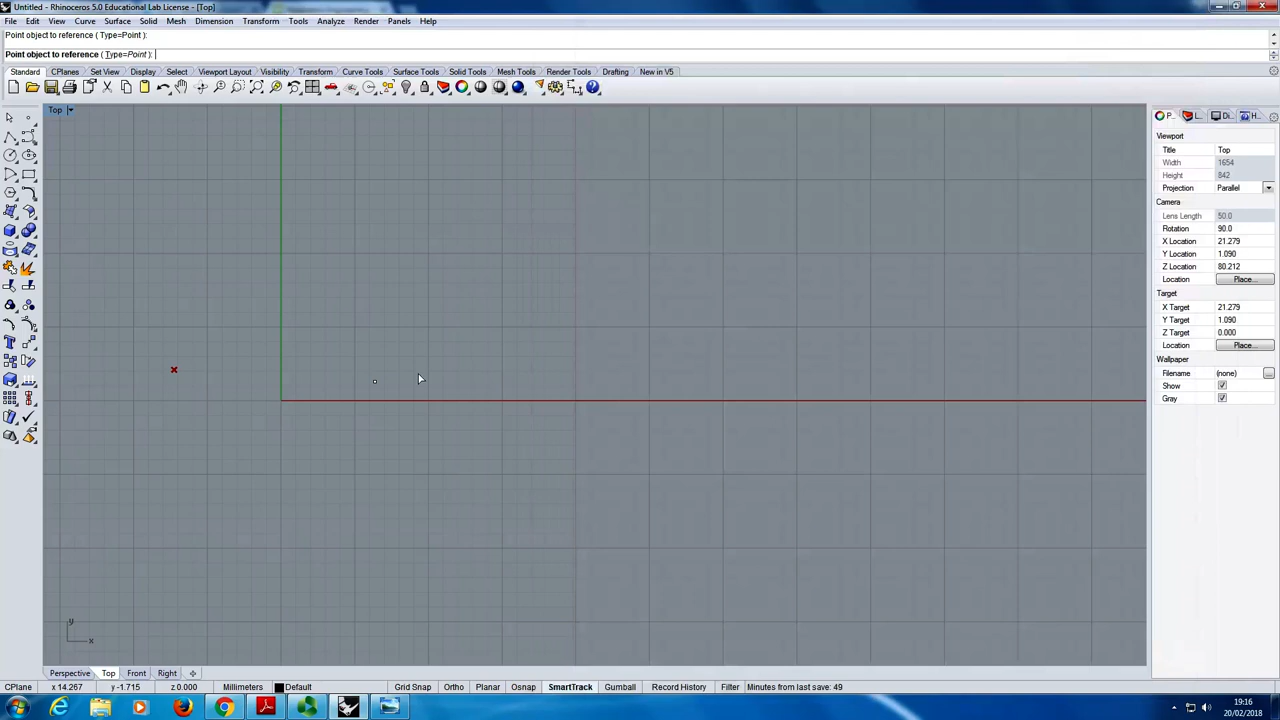 Untitled - Rhinoceros 5.0 Educational Lab License - [Top]
File Edit View Curve Surface Solid Mesh Dimension Transform Tools Analyze Render Panels Help
Point object to reference ( Type=Point ):
Point object to reference ( Type=Point ):
Standard CPlanes Set View Display Select Viewport Layout Visibility Transform Curve Tools Surface Tools Solid Tools Mesh Tools Render Tools Drafting New in V5
Top
P... L... Di... H...
Viewport
Title Top
Width 1654
Height 842
Projection Parallel
Camera
Lens Length 50.0
Rotation 90.0
X Location 21.279
Y Location 1.090
Z Location 80.212
Location Place...
Target
X Target 21.279
Y Target 1.090
Z Target 0.000
Location Place...
Wallpaper
Filename (none) ...
Show
Gray
y
x
Perspective Top Front Right
CPlane x 14.267 y -1.715 z 0.000 Millimeters Default Grid Snap Ortho Planar Osnap SmartTrack Gumball Record History Filter Minutes from last save: 49
19:16
20/02/2018